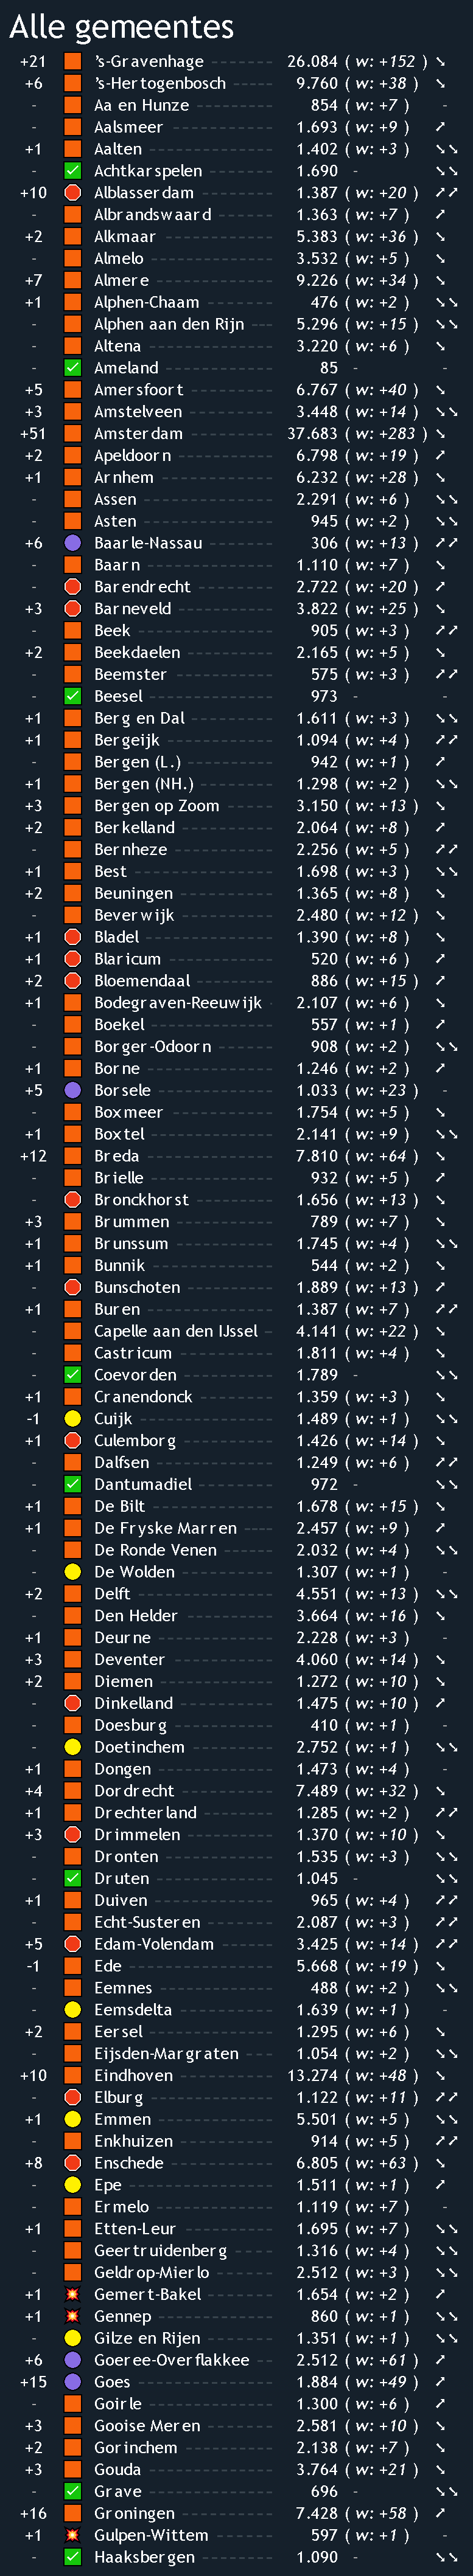 Alle gemeentes
+21 's-Gravenhage 26.084 ( w: +152 ) ↘
+6 's-Hertogenbosch 9.760 ( w: +38 ) ↘
- Aa en Hunze 854 ( w: +7 ) -
- Aalsmeer 1.693 ( w: +9 ) ↗
+1 Aalten 1.402 ( w: +3 ) ↘↘
- Achtkarspelen 1.690 - ↘↘
+10 Alblasserdam 1.387 ( w: +20 ) ↗↗
- Albrandswaard 1.363 ( w: +7 ) ↗
+2 Alkmaar 5.383 ( w: +36 ) ↘
- Almelo 3.532 ( w: +5 ) ↘
+7 Almere 9.226 ( w: +34 ) ↘
+1 Alphen-Chaam 476 ( w: +2 ) ↘↘
- Alphen aan den Rijn 5.296 ( w: +15 ) ↘↘
- Altena 3.220 ( w: +6 ) ↘
- Ameland 85 - -
+5 Amersfoort 6.767 ( w: +40 ) ↘
+3 Amstelveen 3.448 ( w: +14 ) ↘↘
+51 Amsterdam 37.683 ( w: +283 ) ↘
+2 Apeldoorn 6.798 ( w: +19 ) ↗
+1 Arnhem 6.232 ( w: +28 ) ↘
- Assen 2.291 ( w: +6 ) ↘↘
- Asten 945 ( w: +2 ) ↘↘
+6 Baarle-Nassau 306 ( w: +13 ) ↗↗
- Baarn 1.110 ( w: +7 ) ↘
- Barendrecht 2.722 ( w: +20 ) ↗
+3 Barneveld 3.822 ( w: +25 ) ↘
- Beek 905 ( w: +3 ) ↗↗
+2 Beekdaelen 2.165 ( w: +5 ) ↘
- Beemster 575 ( w: +3 ) ↗↗
- Beesel 973 - -
+1 Berg en Dal 1.611 ( w: +3 ) ↘↘
+1 Bergeijk 1.094 ( w: +4 ) ↗↗
- Bergen (L.) 942 ( w: +1 ) ↗
+1 Bergen (NH.) 1.298 ( w: +2 ) ↘↘
+3 Bergen op Zoom 3.150 ( w: +13 ) ↘
+2 Berkelland 2.064 ( w: +8 ) ↗
- Bernheze 2.256 ( w: +5 ) ↗↗
+1 Best 1.698 ( w: +3 ) ↘↘
+2 Beuningen 1.365 ( w: +8 ) ↘
- Beverwijk 2.480 ( w: +12 ) ↘
+1 Bladel 1.390 ( w: +8 ) ↘
+1 Blaricum 520 ( w: +6 ) ↗
+2 Bloemendaal 886 ( w: +15 ) ↗
+1 Bodegraven-Reeuwijk 2.107 ( w: +6 ) ↘
- Boekel 557 ( w: +1 ) ↗
- Borger-Odoorn 908 ( w: +2 ) ↘↘
+1 Borne 1.246 ( w: +2 ) ↗
+5 Borsele 1.033 ( w: +23 ) -
- Boxmeer 1.754 ( w: +5 ) ↘
+1 Boxtel 2.141 ( w: +9 ) ↘↘
+12 Breda 7.810 ( w: +64 ) ↘
- Brielle 932 ( w: +5 ) ↗
- Bronckhorst 1.656 ( w: +13 ) ↘
+3 Brummen 789 ( w: +7 ) ↘
+1 Brunssum 1.745 ( w: +4 ) ↘↘
+1 Bunnik 544 ( w: +2 ) ↘
- Bunschoten 1.889 ( w: +13 ) ↗
+1 Buren 1.387 ( w: +7 ) ↗↗
- Capelle aan den IJssel 4.141 ( w: +22 ) ↘
- Castricum 1.811 ( w: +4 ) ↘
- Coevorden 1.789 - ↘↘
+1 Cranendonck 1.359 ( w: +3 ) ↘
-1 Cuijk 1.489 ( w: +1 ) ↘↘
+1 Culemborg 1.426 ( w: +14 ) ↘
- Dalfsen 1.249 ( w: +6 ) ↗↗
- Dantumadiel 972 - ↘↘
+1 De Bilt 1.678 ( w: +15 ) ↘
+1 De Fryske Marren 2.457 ( w: +9 ) ↗
- De Ronde Venen 2.032 ( w: +4 ) ↘↘
- De Wolden 1.307 ( w: +1 ) -
+2 Delft 4.551 ( w: +13 ) ↘↘
- Den Helder 3.664 ( w: +16 ) ↘
+1 Deurne 2.228 ( w: +3 ) -
+3 Deventer 4.060 ( w: +14 ) ↘
+2 Diemen 1.272 ( w: +10 ) ↘
- Dinkelland 1.475 ( w: +10 ) ↗
- Doesburg 410 ( w: +1 ) -
- Doetinchem 2.752 ( w: +1 ) ↘↘
+1 Dongen 1.473 ( w: +4 ) -
+4 Dordrecht 7.489 ( w: +32 ) ↘
+1 Drechterland 1.285 ( w: +2 ) ↗↗
+3 Drimmelen 1.370 ( w: +10 ) ↘
- Dronten 1.535 ( w: +3 ) ↘↘
- Druten 1.045 - ↘↘
+1 Duiven 965 ( w: +4 ) ↗↗
- Echt-Susteren 2.087 ( w: +3 ) ↗↗
+5 Edam-Volendam 3.425 ( w: +14 ) ↗↗
-1 Ede 5.668 ( w: +19 ) ↘
- Eemnes 488 ( w: +2 ) ↘↘
- Eemsdelta 1.639 ( w: +1 ) -
+2 Eersel 1.295 ( w: +6 ) ↘
- Eijsden-Margraten 1.054 ( w: +2 ) ↘↘
+10 Eindhoven 13.274 ( w: +48 ) ↘
- Elburg 1.122 ( w: +11 ) ↗↗
+1 Emmen 5.501 ( w: +5 ) ↘↘
- Enkhuizen 914 ( w: +5 ) ↗↗
+8 Enschede 6.805 ( w: +63 ) ↘
- Epe 1.511 ( w: +1 ) ↗
- Ermelo 1.119 ( w: +7 ) -
+1 Etten-Leur 1.695 ( w: +7 ) ↘↘
- Geertruidenberg 1.316 ( w: +4 ) ↘↘
- Geldrop-Mierlo 2.512 ( w: +3 ) ↘↘
+1 Gemert-Bakel 1.654 ( w: +2 ) ↗
+1 Gennep 860 ( w: +1 ) ↘↘
- Gilze en Rijen 1.351 ( w: +1 ) ↘↘
+6 Goeree-Overflakkee 2.512 ( w: +61 ) ↗
+15 Goes 1.884 ( w: +49 ) ↗
- Goirle 1.300 ( w: +6 ) ↗
+3 Gooise Meren 2.581 ( w: +10 ) ↘
+2 Gorinchem 2.138 ( w: +7 ) ↘
+3 Gouda 3.764 ( w: +21 ) ↘
- Grave 696 - ↘↘
+16 Groningen 7.428 ( w: +58 ) ↗
+1 Gulpen-Wittem 597 ( w: +1 ) -
- Haaksbergen 1.090 - ↘↘